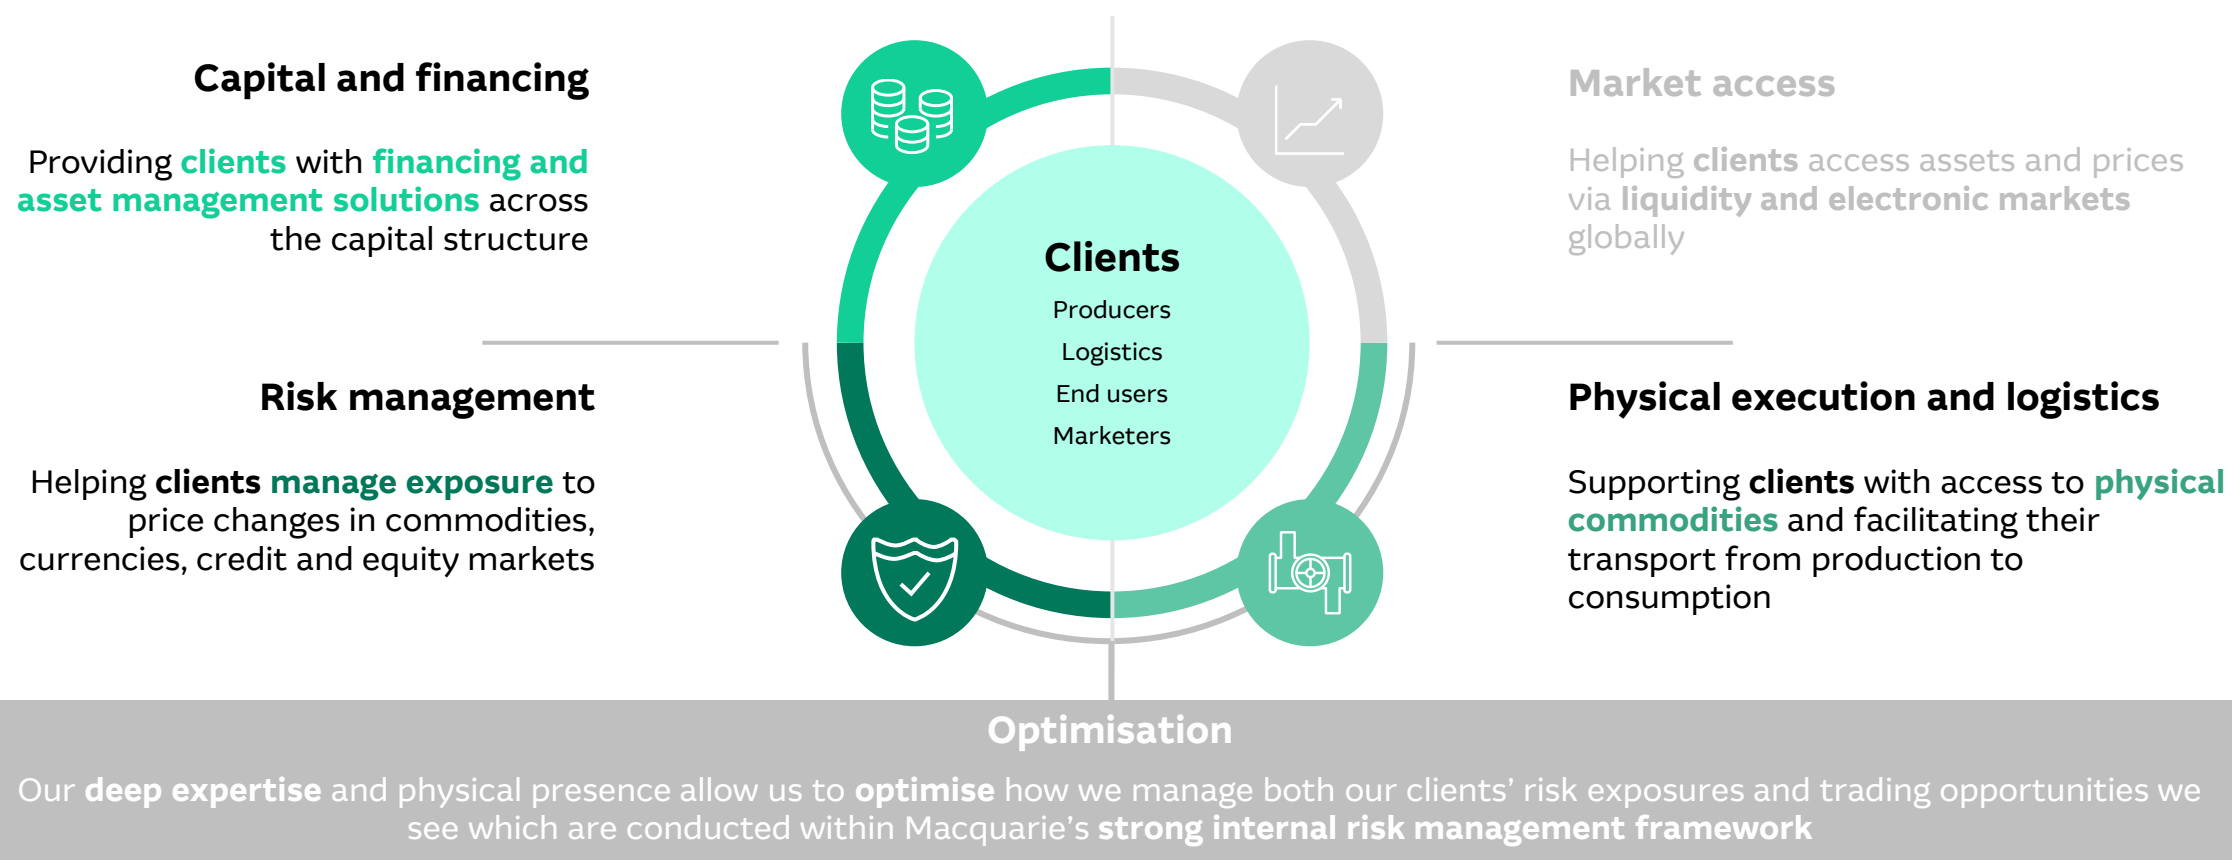 Capital and financing
Providing clients with financing and
asset management solutions across
the capital structure
Market access
Helping clients access assets and prices
via liquidity and electronic markets
globally
Clients
Producers
Logistics
End users
Marketers
Risk management
Helping clients manage exposure to
price changes in commodities,
currencies, credit and equity markets
Physical execution and logistics
Supporting clients with access to physical
commodities and facilitating their
transport from production to
consumption
Optimisation
Our deep expertise and physical presence allow us to optimise how we manage both our clients’ risk exposures and trading opportunities we
see which are conducted within Macquarie’s strong internal risk management framework